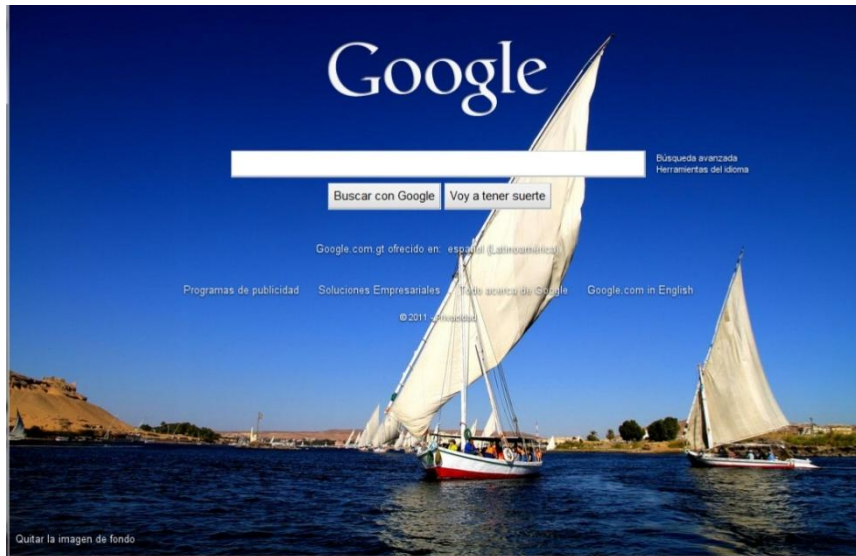 Google
Búsqueda avanzada
Herramientas del idioma
Buscar con Google Voy a tener suerte
Google.com.gt ofrecido en: español (Latinoamérica)
Programas de publicidad Soluciones Empresariales Todo acerca de Google Google.com in English
© 2011 - Privacidad
Quitar la imagen de fondo